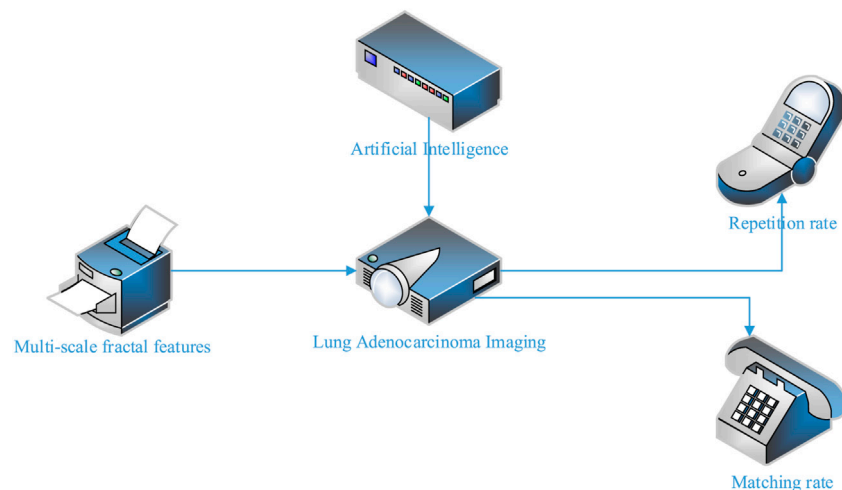 Artificial Intelligence
Repetition rate
Multi-scale fractal features
Lung Adenocarcinoma Imaging
Matching rate